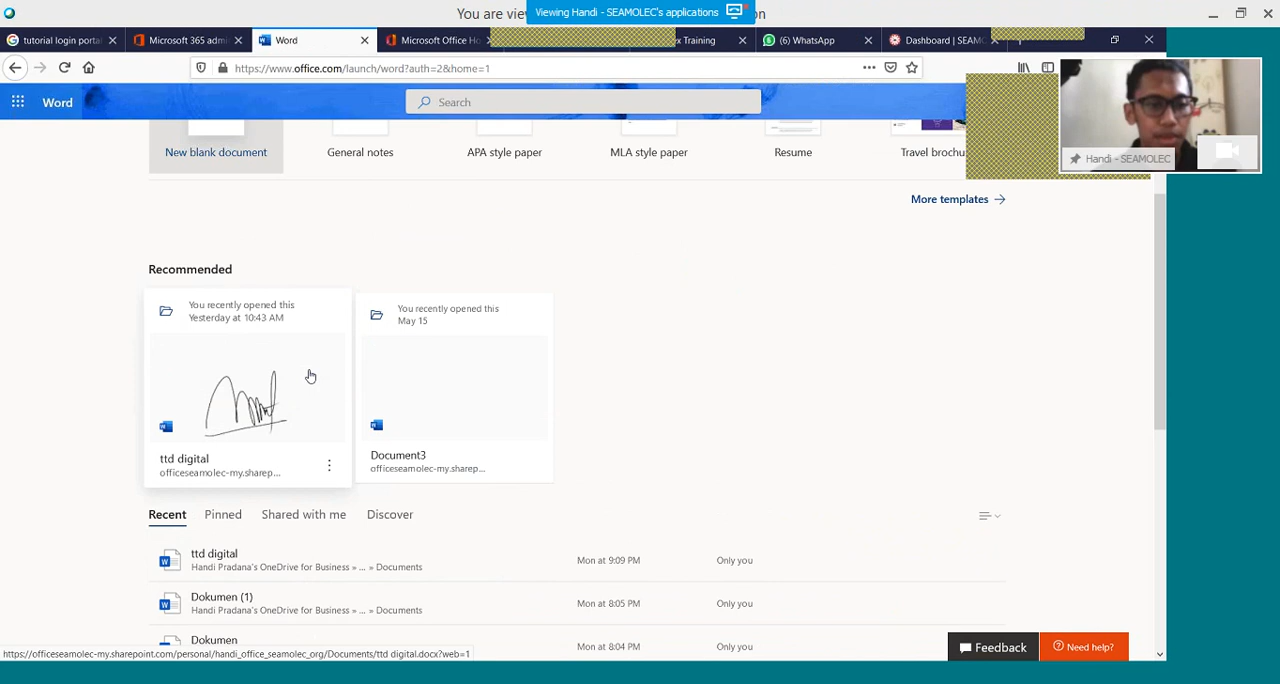 You are vie
Viewing Handi - SEAMOLEC's applications
on
tutorial login porta
Microsoft 365 admi
Word
Microsoft Office Ho
ex Training
WhatsApp
Dashboard | SEAM
https://www.office.com/launch/word?auth=2&home=1
Word
Search
Handi - SEAMOLEC
New blank document
General notes
APA style paper
MLA style paper
Resume
Travel brochu
More templates
Recommended
You recently opened this
Yesterday at 10:43 AM
You recently opened this
May 15
ttd digital
officeseamolec-my.sharep...
Document3
officeseamolec-my.sharep...
Recent
Pinned
Shared with me
Discover
ttd digital
Handi Pradana's OneDrive for Business » ... » Documents
Mon at 9:09 PM
Only you
Dokumen (1)
Handi Pradana's OneDrive for Business » ... » Documents
Mon at 8:05 PM
Only you
Dokumen
Mon at 8:04 PM
Only you
Feedback
Need help?
https://officeseamolec-my.sharepoint.com/personal/handi_office_seamolec_org/Documents/ttd digital.docx?web=1